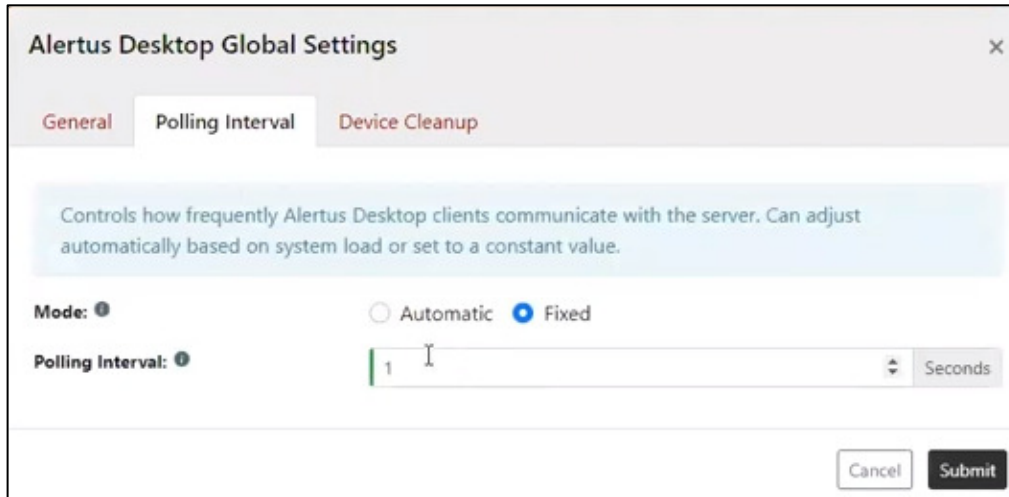 Alertus Desktop Global Settings ×
General Polling Interval Device Cleanup
Controls how frequently Alertus Desktop clients communicate with the server. Can adjust
automatically based on system load or set to a constant value.
Mode: Automatic Fixed
Polling Interval: 1 Seconds
Cancel Submit